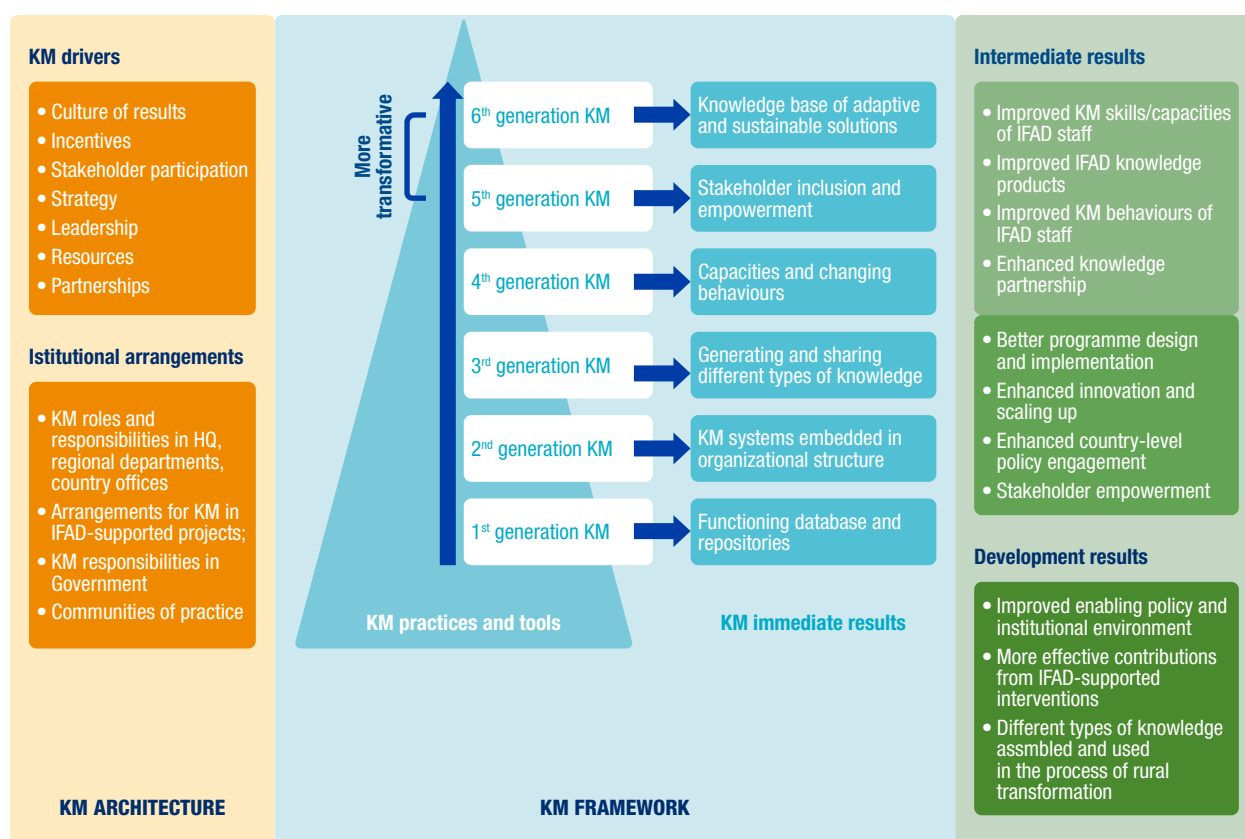 KM drivers
• Culture of results
• Incentives
• Stakeholder participation
• Strategy
• Leadership
• Resources
• Partnerships
Istitutional arrangements
• KM roles and
responsibilities in HQ,
regional departments,
country offices
• Arrangements for KM in
IFAD-supported projects;
• KM responsibilities in
Government
• Communities of practice
KM ARCHITECTURE
More
transformative
6th generation KM
Knowledge base of adaptive
and sustainable solutions
5th generation KM
Stakeholder inclusion and
empowerment
4th generation KM
Capacities and changing
behaviours
3rd generation KM
Generating and sharing
different types of knowledge
2nd generation KM
KM systems embedded in
organizational structure
1st generation KM
Functioning database and
repositories
KM practices and tools
KM immediate results
KM FRAMEWORK
Intermediate results
• Improved KM skills/capacities
of IFAD staff
• Improved IFAD knowledge
products
• Improved KM behaviours of
IFAD staff
• Enhanced knowledge
partnership
• Better programme design
and implementation
• Enhanced innovation and
scaling up
• Enhanced country-level
policy engagement
• Stakeholder empowerment
Development results
• Improved enabling policy and
institutional environment
• More effective contributions
from IFAD-supported
interventions
• Different types of knowledge
assmbled and used
in the process of rural
transformation